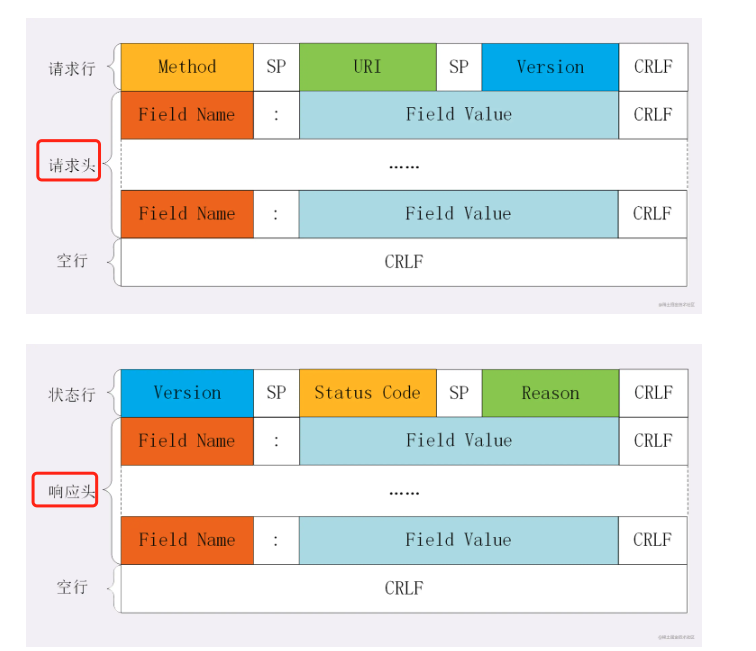 请求行 Method SP URI SP Version CRLF
Field Name : Field Value CRLF
请求头 ……
Field Name : Field Value CRLF
空行 CRLF
状态行 Version SP Status Code SP Reason CRLF
Field Name : Field Value CRLF
响应头 ……
Field Name : Field Value CRLF
空行 CRLF